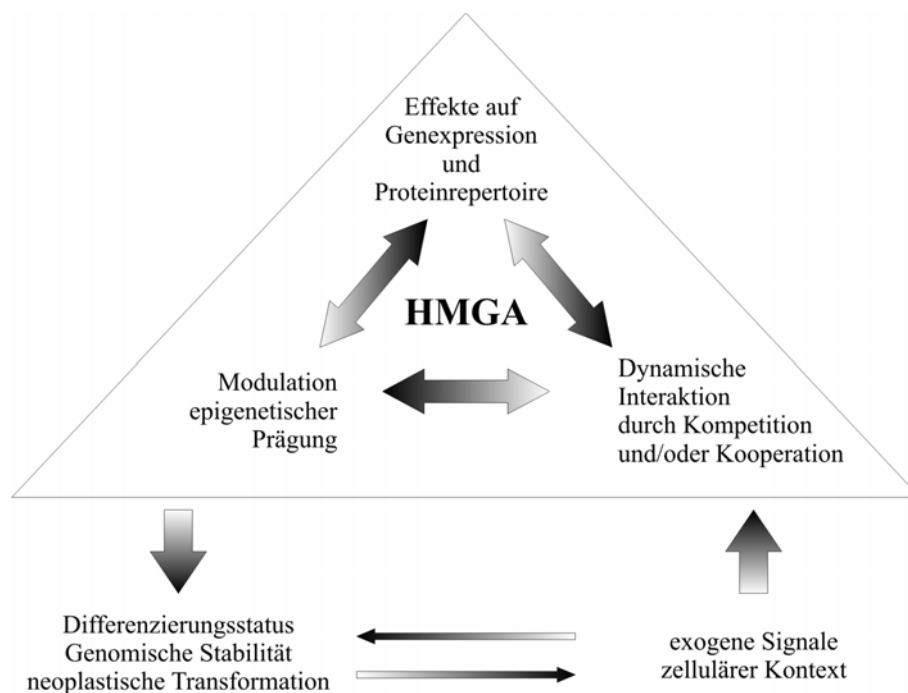 Effekte auf
Genexpression
und
Proteinrepertoire
HMGA
Modulation
epigenetischer
Prägung
Dynamische
Interaktion
durch Kompetition
und/oder Kooperation
Differenzierungsstatus
Genomische Stabilität
neoplastische Transformation
exogene Signale
zellulärer Kontext